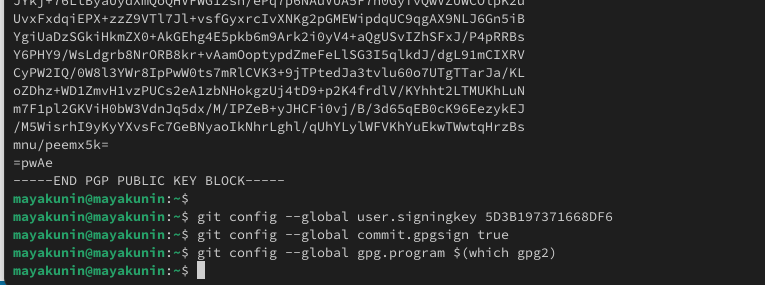 UvxFxdqiEPX+zzZ9VTl7Jl+vsfGyxrcIvXNKg2pGMEWipdqUC9qgAX9NLJ6Gn5iB
YgiUaDzSGkiHkmZX0+AkGEhg4E5pkb6m9Ark2i0yV4+aQgUSvIZhSFxJ/P4pRRBs
Y6PHY9/WsLdgrb8NrORB8kr+vAamOoptypdZmeFeLlSG3I5qlkdJ/dgL91mCIXRV
CyPW2IQ/0W8l3YWr8IpPwW0ts7mRlCVK3+9jTPtedJa3tvlu60o7UTgTTarJa/KL
oZDhz+WD1ZmvH1vzPUCs2eA1zbNHokgzUj4tD9+p2K4frdlV/KYhht2LTMUKhLuN
m7F1pl2GKViH0bW3VdnJq5dx/M/IPZeB+yJHCFi0vj/B/3d65qEB0cK96EezykEJ
/M5WisrhI9yKyYXvsFc7GeBNyaoIkNhrLghl/qUhYLylWFVKhYuEkwTWwtqHrzBs
mnu/peemx5k=
=pwAe
-----END PGP PUBLIC KEY BLOCK-----
mayakunin@mayakunin:~$
mayakunin@mayakunin:~$ git config --global user.signingkey 5D3B197371668DF6
mayakunin@mayakunin:~$ git config --global commit.gpgsign true
mayakunin@mayakunin:~$ git config --global gpg.program $(which gpg2)
mayakunin@mayakunin:~$